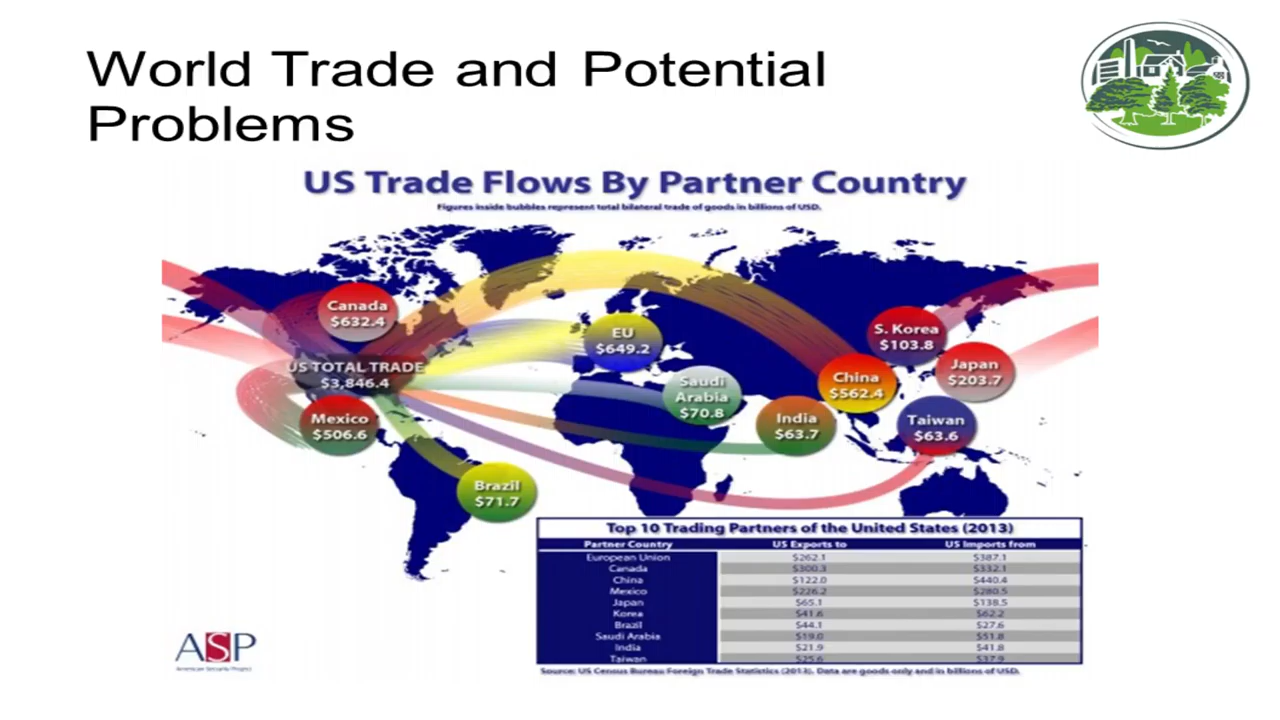 World Trade and Potential
Problems
US Trade Flows By Partner Country
Figures inside bubbles represent total bilateral trade of goods in billions of USD.
Canada
$632.4
US TOTAL TRADE
$3,846.4
Mexico
$506.6
Brazil
$71.7
EU
$649.2
Saudi
Arabia
$70.8
India
$63.7
China
$562.4
S. Korea
$103.8
Japan
$203.7
Taiwan
$63.6
Top 10 Trading Partners of the United States (2013)
Partner Country US Exports to US Imports from
European Union $262.1 $387.1
Canada $300.3 $332.1
China $122.0 $440.4
Mexico $226.2 $280.5
Japan $65.1 $138.5
Korea $41.6 $62.2
Brazil $44.1 $27.6
Saudi Arabia $19.0 $51.8
India $21.9 $41.8
Taiwan $25.6 $37.9
Source: US Census Bureau Foreign Trade Statistics (2013). Data are goods only and in billions of USD.
ASP
American Security Project